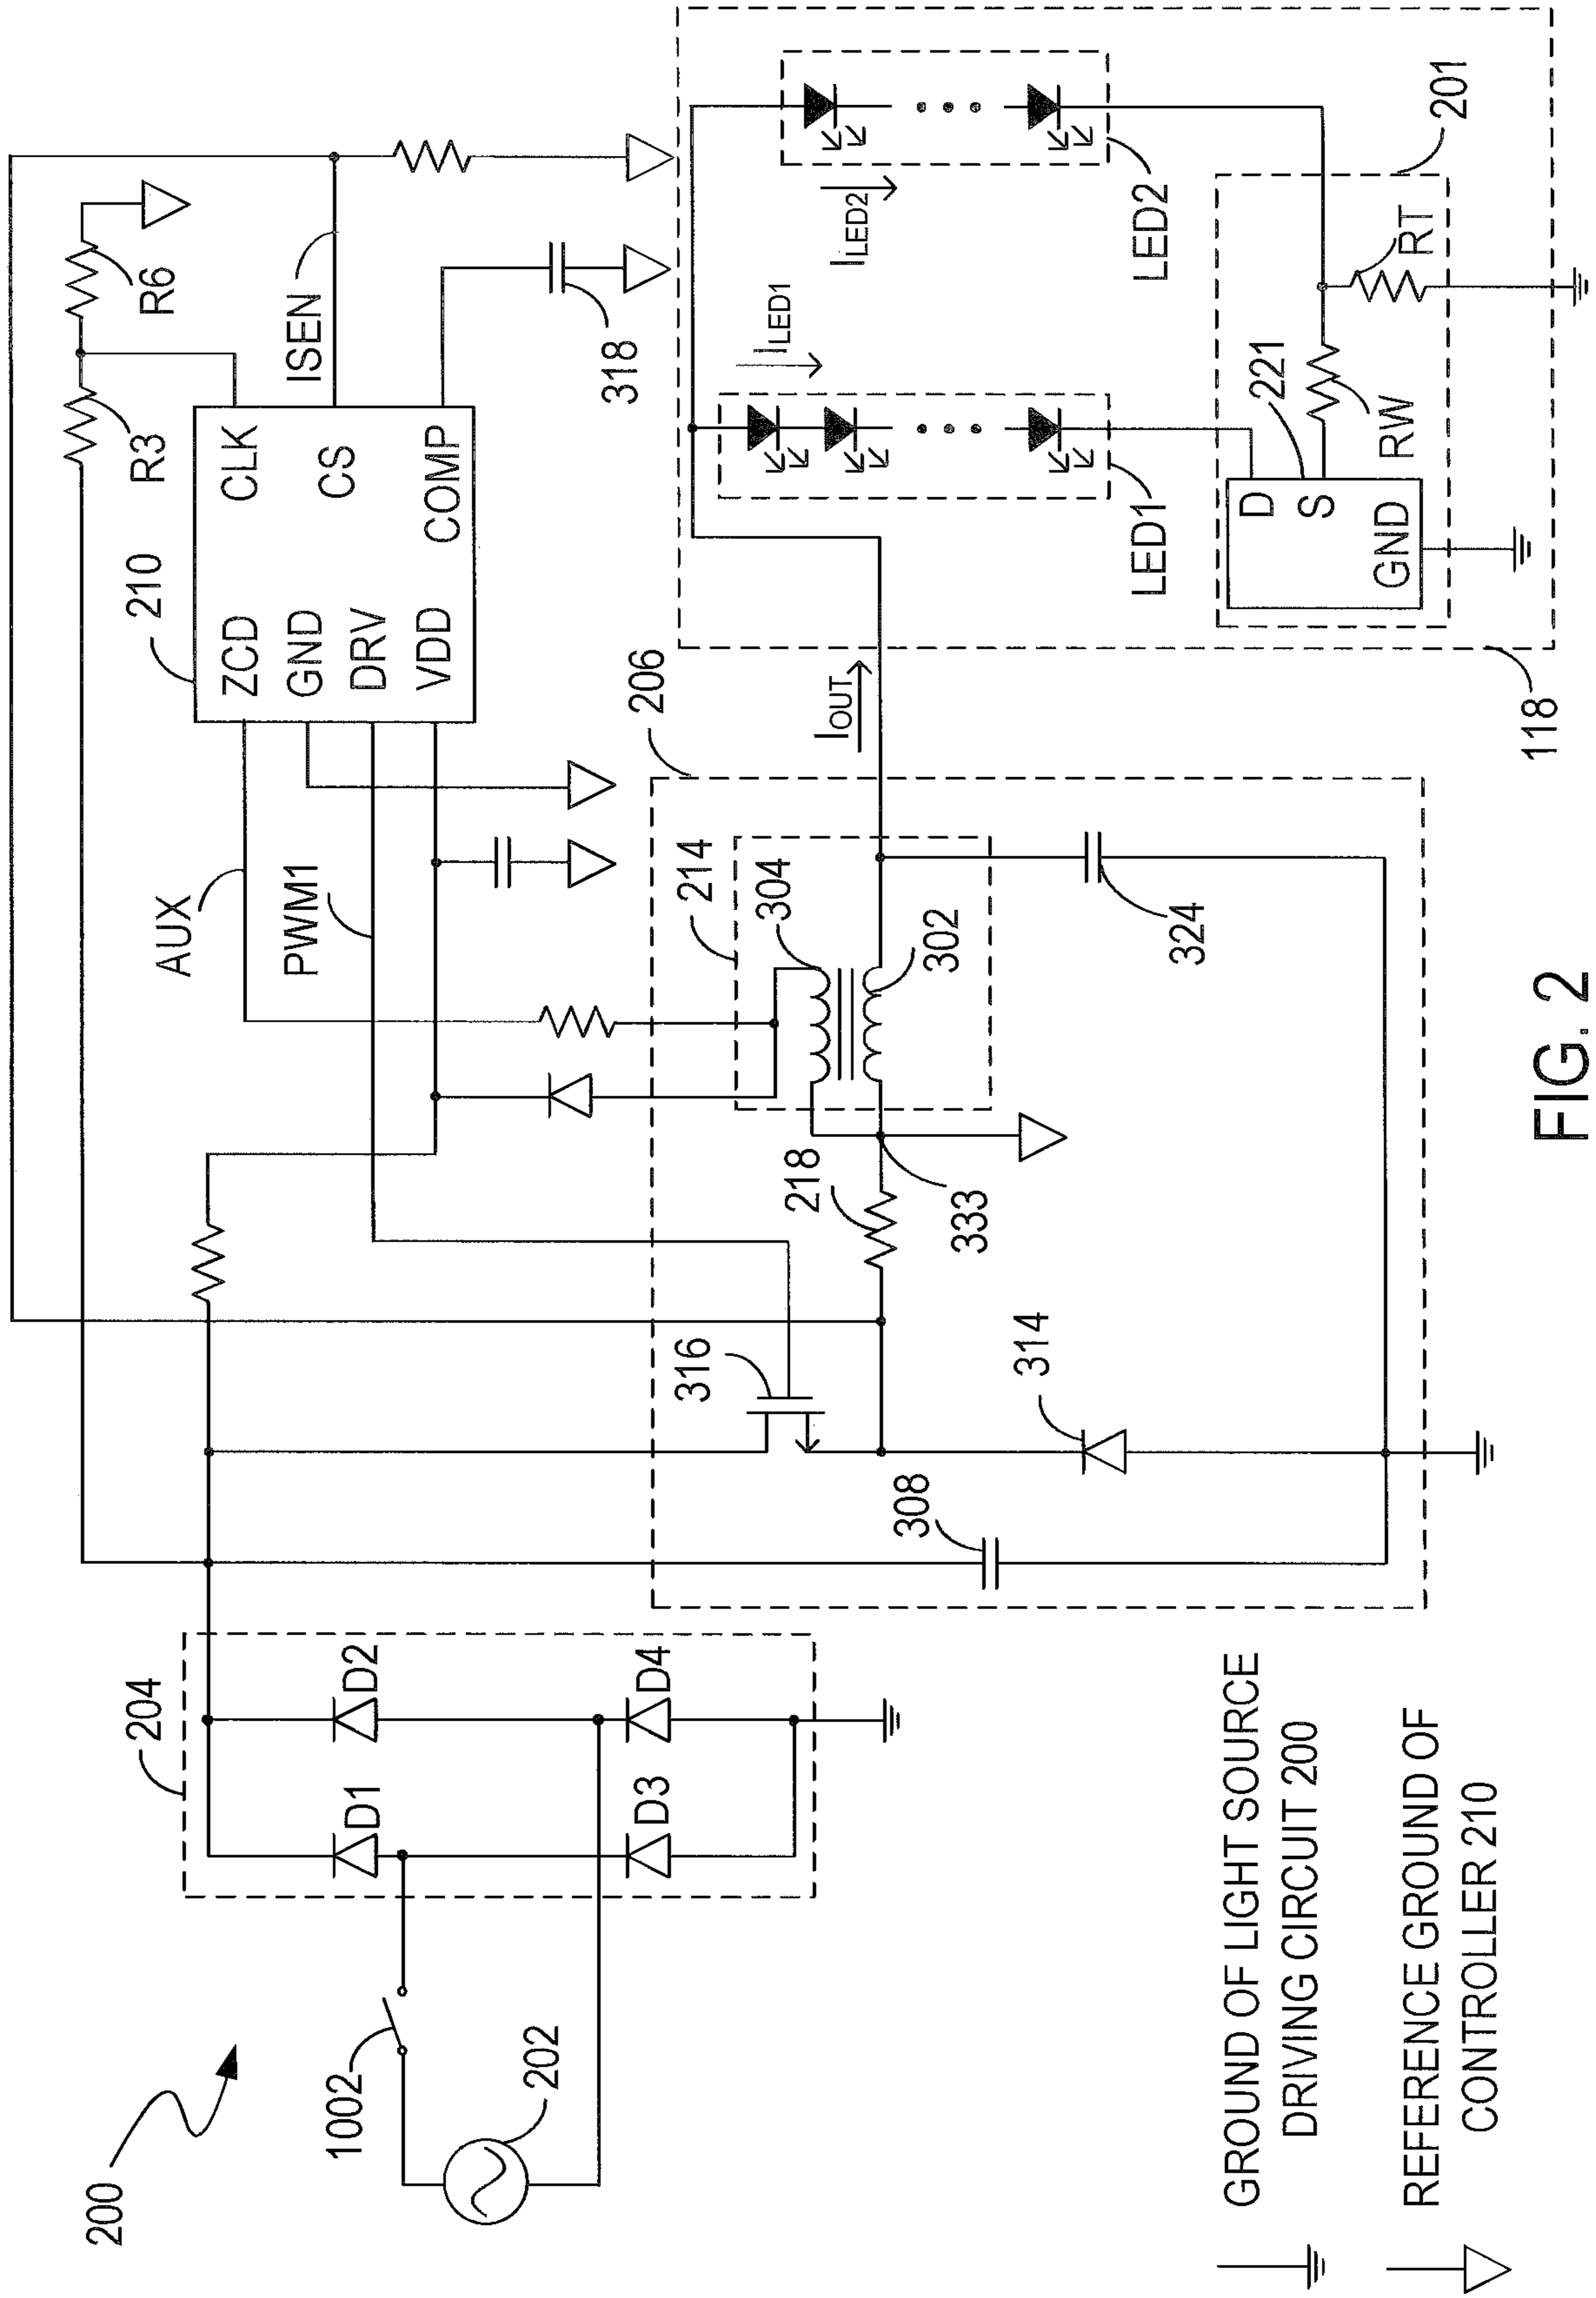 200
1002
202
204
D1
D2
D3
D4
R3
R6
210
ZCD
GND
DRV
VDD
CLK
CS
COMP
AUX
PWM1
ISEN
318
206
316
308
314
218
333
214
304
302
324
IOUT
ILED1
ILED2
LED1
LED2
201
221
D
S
GND
RW
RT
118
GROUND OF LIGHT SOURCE
DRIVING CIRCUIT 200
REFERENCE GROUND OF
CONTROLLER 210
FIG. 2